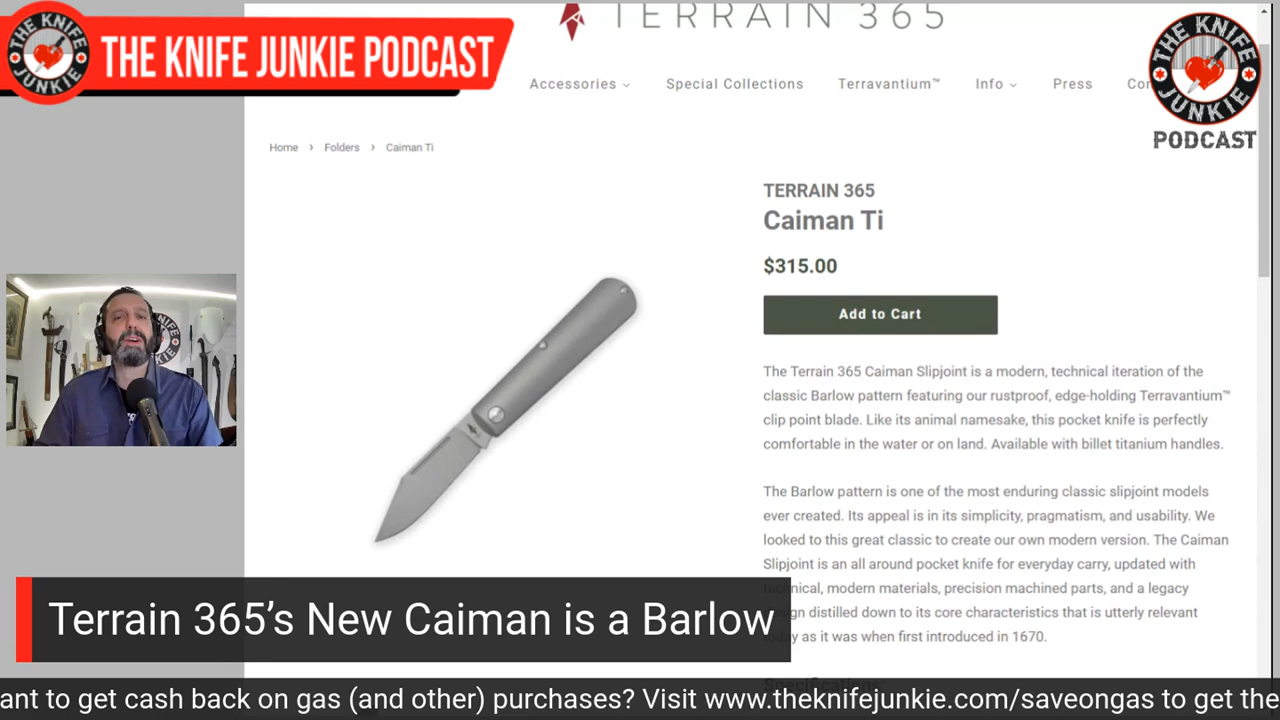 THE KNIFE JUNKIE
THE KNIFE JUNKIE PODCAST
TERRAIN 365
THE KNIFE JUNKIE
PODCAST
Accessories
Special Collections
Terravantium™
Info
Press
Home > Folders > Caiman Ti
TERRAIN 365
Caiman Ti
$315.00
Add to Cart
The Terrain 365 Caiman Slipjoint is a modern, technical iteration of the
classic Barlow pattern featuring our rustproof, edge-holding Terravantium™
clip point blade. Like its animal namesake, this pocket knife is perfectly
comfortable in the water or on land. Available with billet titanium handles.
The Barlow pattern is one of the most enduring classic slipjoint models
ever created. Its appeal is in its simplicity, pragmatism, and usability. We
looked to this great classic to create our own modern version. The Caiman
Slipjoint is an all around pocket knife for everyday carry, updated with
technical, modern materials, precision machined parts, and a legacy
design distilled down to its core characteristics that is utterly relevant
today as it was when first introduced in 1670.
Terrain 365's New Caiman is a Barlow
ant to get cash back on gas (and other) purchases? Visit www.theknifejunkie.com/saveongas to get the